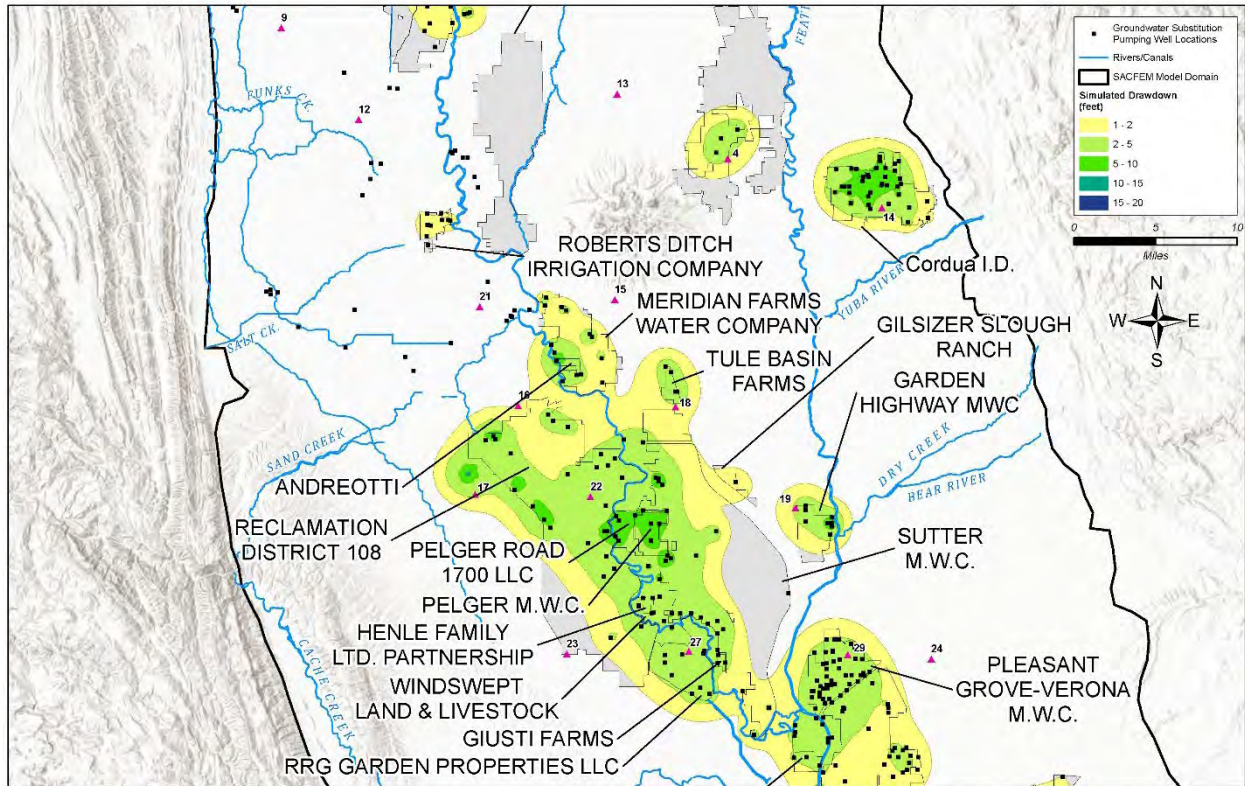 9
FEATH
13
12
FUNKS CK.
4
14
Groundwater Substitution
Pumping Well Locations
Rivers/Canals
SACFEM Model Domain
Simulated Drawdown
(feet)
1 - 2
2 - 5
5 - 10
10 - 15
15 - 20
0 5 10
Miles
N
W E
S
ROBERTS DITCH
IRRIGATION COMPANY
Cordua I.D.
YUBA RIVER
21
15
SALT CK.
MERIDIAN FARMS
WATER COMPANY
GILSIZER SLOUGH
RANCH
TULE BASIN
FARMS
GARDEN
HIGHWAY MWC
16
18
SAND CREEK
DRY CREEK
BEAR RIVER
ANDREOTTI
17
22
19
RECLAMATION
DISTRICT 108
PELGER ROAD
1700 LLC
SUTTER
M.W.C.
PELGER M.W.C.
HENLE FAMILY
LTD. PARTNERSHIP
23
27
29
24
CACHE CREEK
WINDSWEPT
LAND & LIVESTOCK
PLEASANT
GROVE-VERONA
M.W.C.
GIUSTI FARMS
RRG GARDEN PROPERTIES LLC